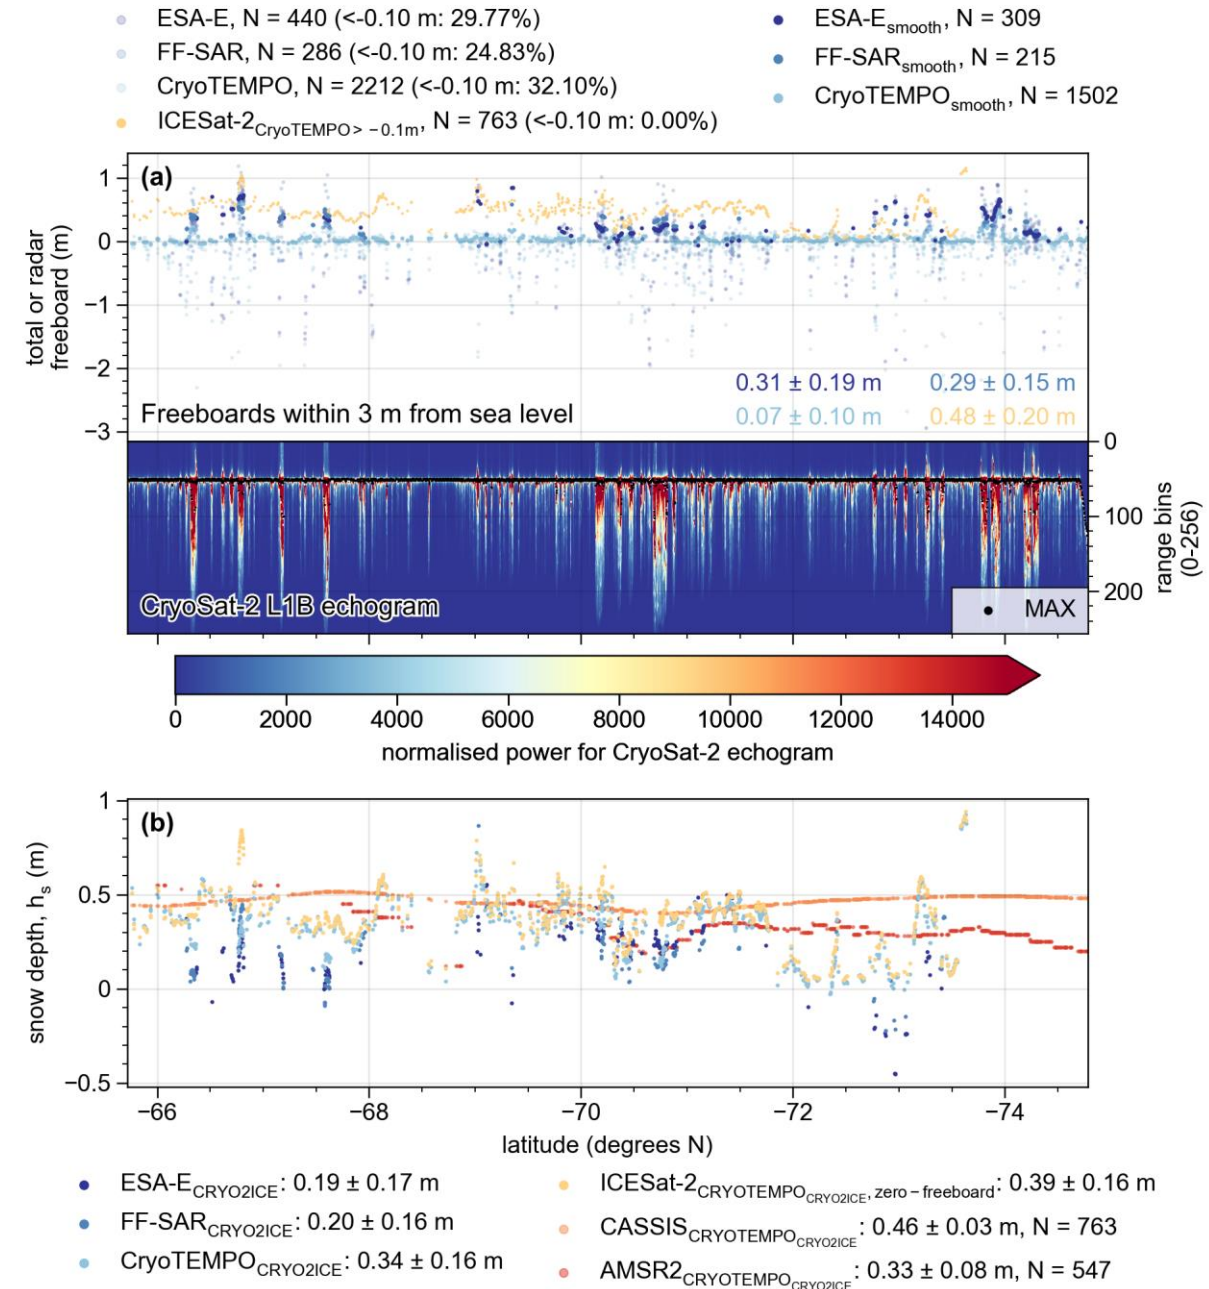 ESA-E, N = 440 (<-0.10 m: 29.77%)
FF-SAR, N = 286 (<-0.10 m: 24.83%)
CryoTEMPO, N = 2212 (<-0.10 m: 32.10%)
ICESat-2CryoTEMPO > −0.1m, N = 763 (<-0.10 m: 0.00%)
ESA-Esmooth, N = 309
FF-SARsmooth, N = 215
CryoTEMPOsmooth, N = 1502
(a)
1
0
−1
−2
−3
total or radar
freeboard (m)
0.31 ± 0.19 m
0.29 ± 0.15 m
0.07 ± 0.10 m
0.48 ± 0.20 m
Freeboards within 3 m from sea level
0
100
200
range bins
(0-256)
CryoSat-2 L1B echogram
MAX
0 2000 4000 6000 8000 10000 12000 14000
normalised power for CryoSat-2 echogram
(b)
1
0.5
0
−0.5
snow depth, hs (m)
−66 −68 −70 −72 −74
latitude (degrees N)
ESA-ECRYO2ICE: 0.19 ± 0.17 m
FF-SARCRYO2ICE: 0.20 ± 0.16 m
CryoTEMPOCRYO2ICE: 0.34 ± 0.16 m
ICESat-2CRYOTEMPOCRYO2ICE, zero−freeboard: 0.39 ± 0.16 m
CASSISCRYOTEMPOCRYO2ICE: 0.46 ± 0.03 m, N = 763
AMSR2CRYOTEMPOCRYO2ICE: 0.33 ± 0.08 m, N = 547